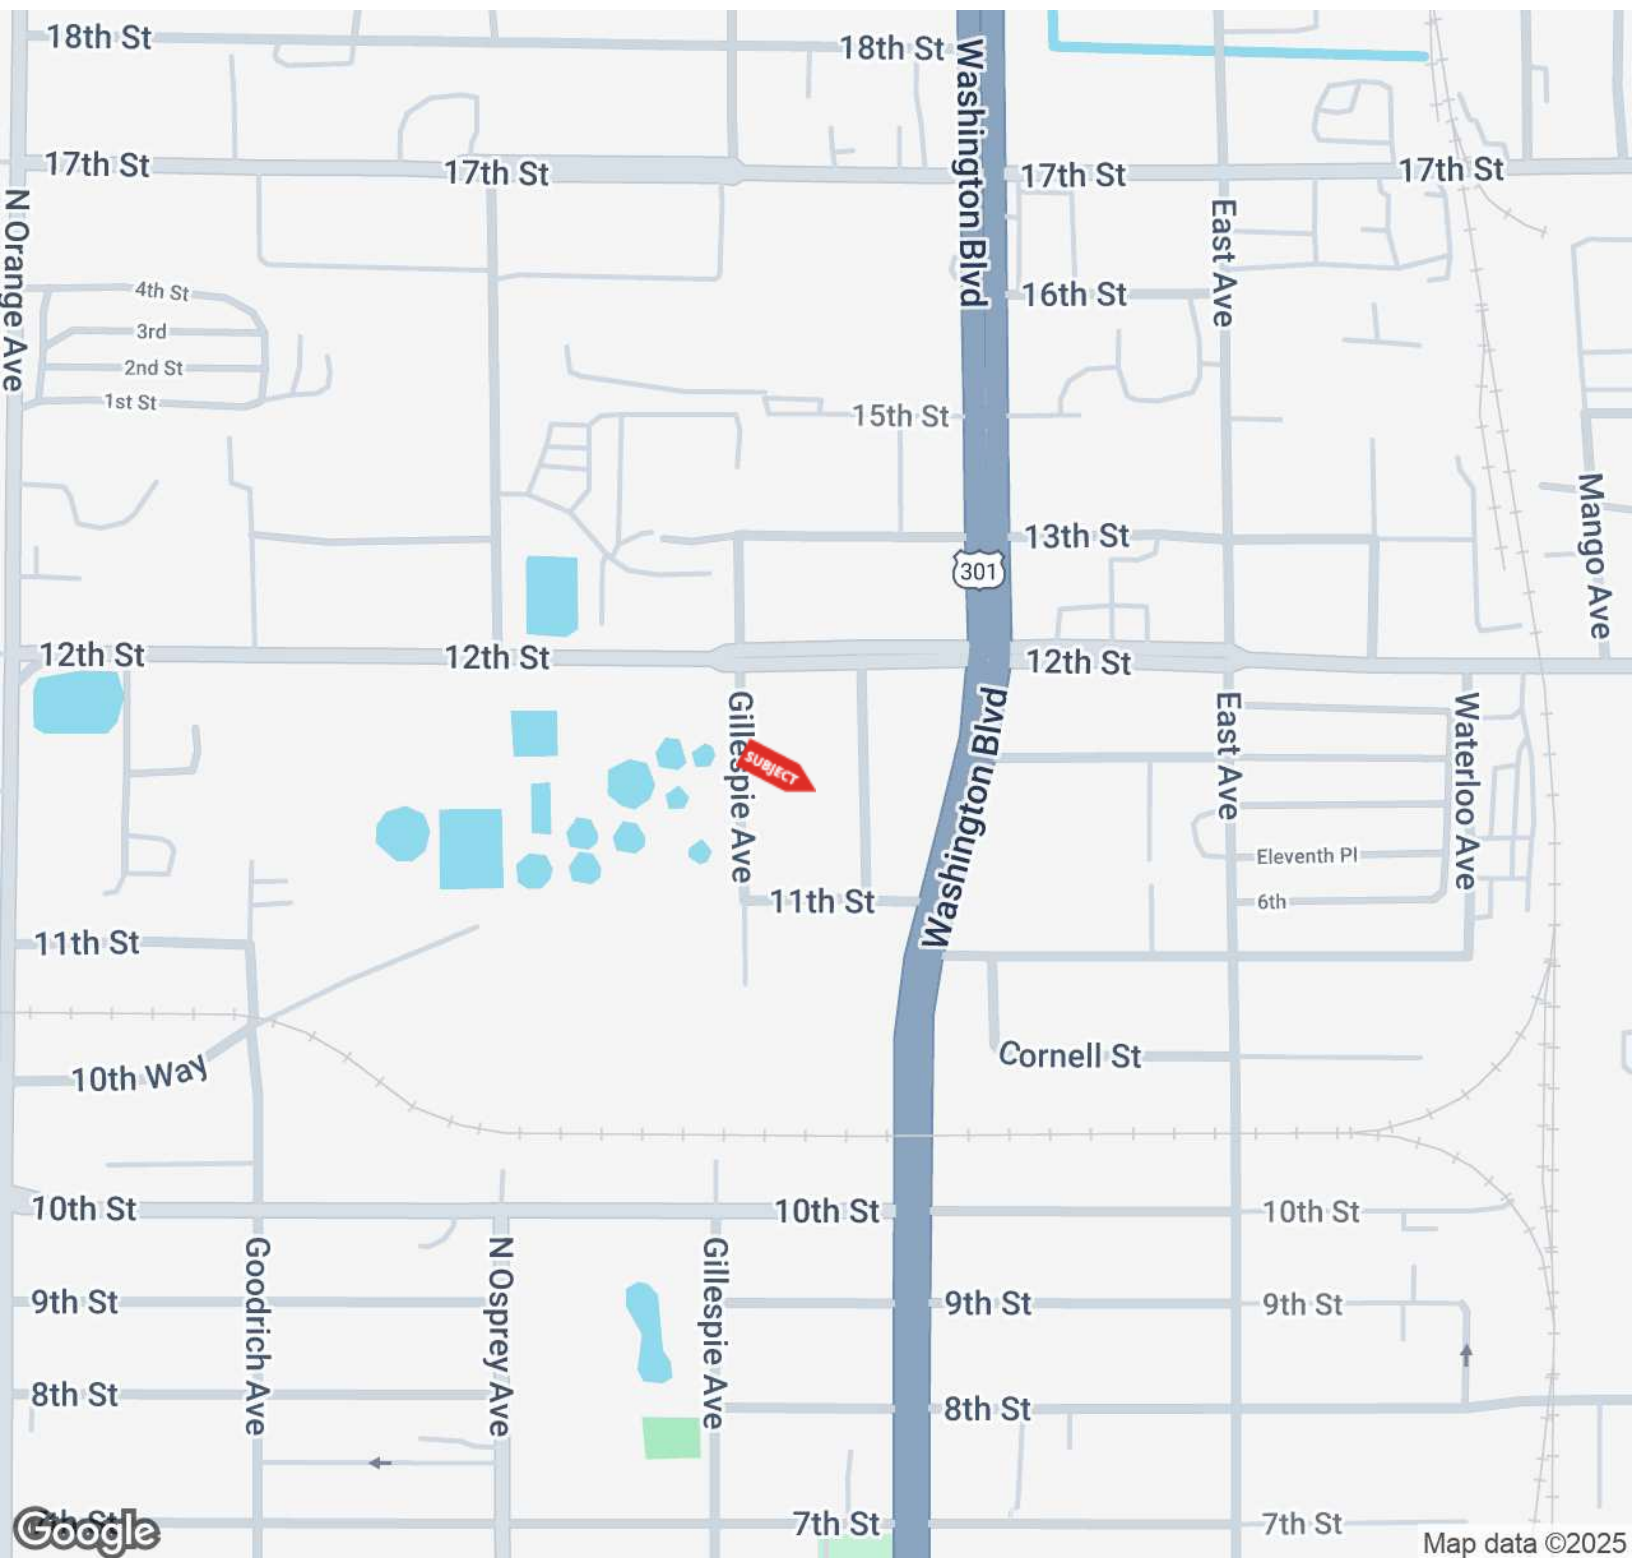 18th St
18th St
Washington Blvd
17th St
17th St
17th St
17th St
N Orange Ave
East Ave
4th St
16th St
3rd
2nd St
1st St
15th St
Mango Ave
13th St
301
12th St
12th St
12th St
Gillespie Ave
SUBJECT
Washington Blvd
East Ave
Waterloo Ave
Eleventh Pl
11th St
6th
11th St
Cornell St
10th Way
10th St
10th St
10th St
Goodrich Ave
N Osprey Ave
Gillespie Ave
9th St
9th St
9th St
8th St
8th St
7th St
7th St
7th St
Google
Map data ©2025